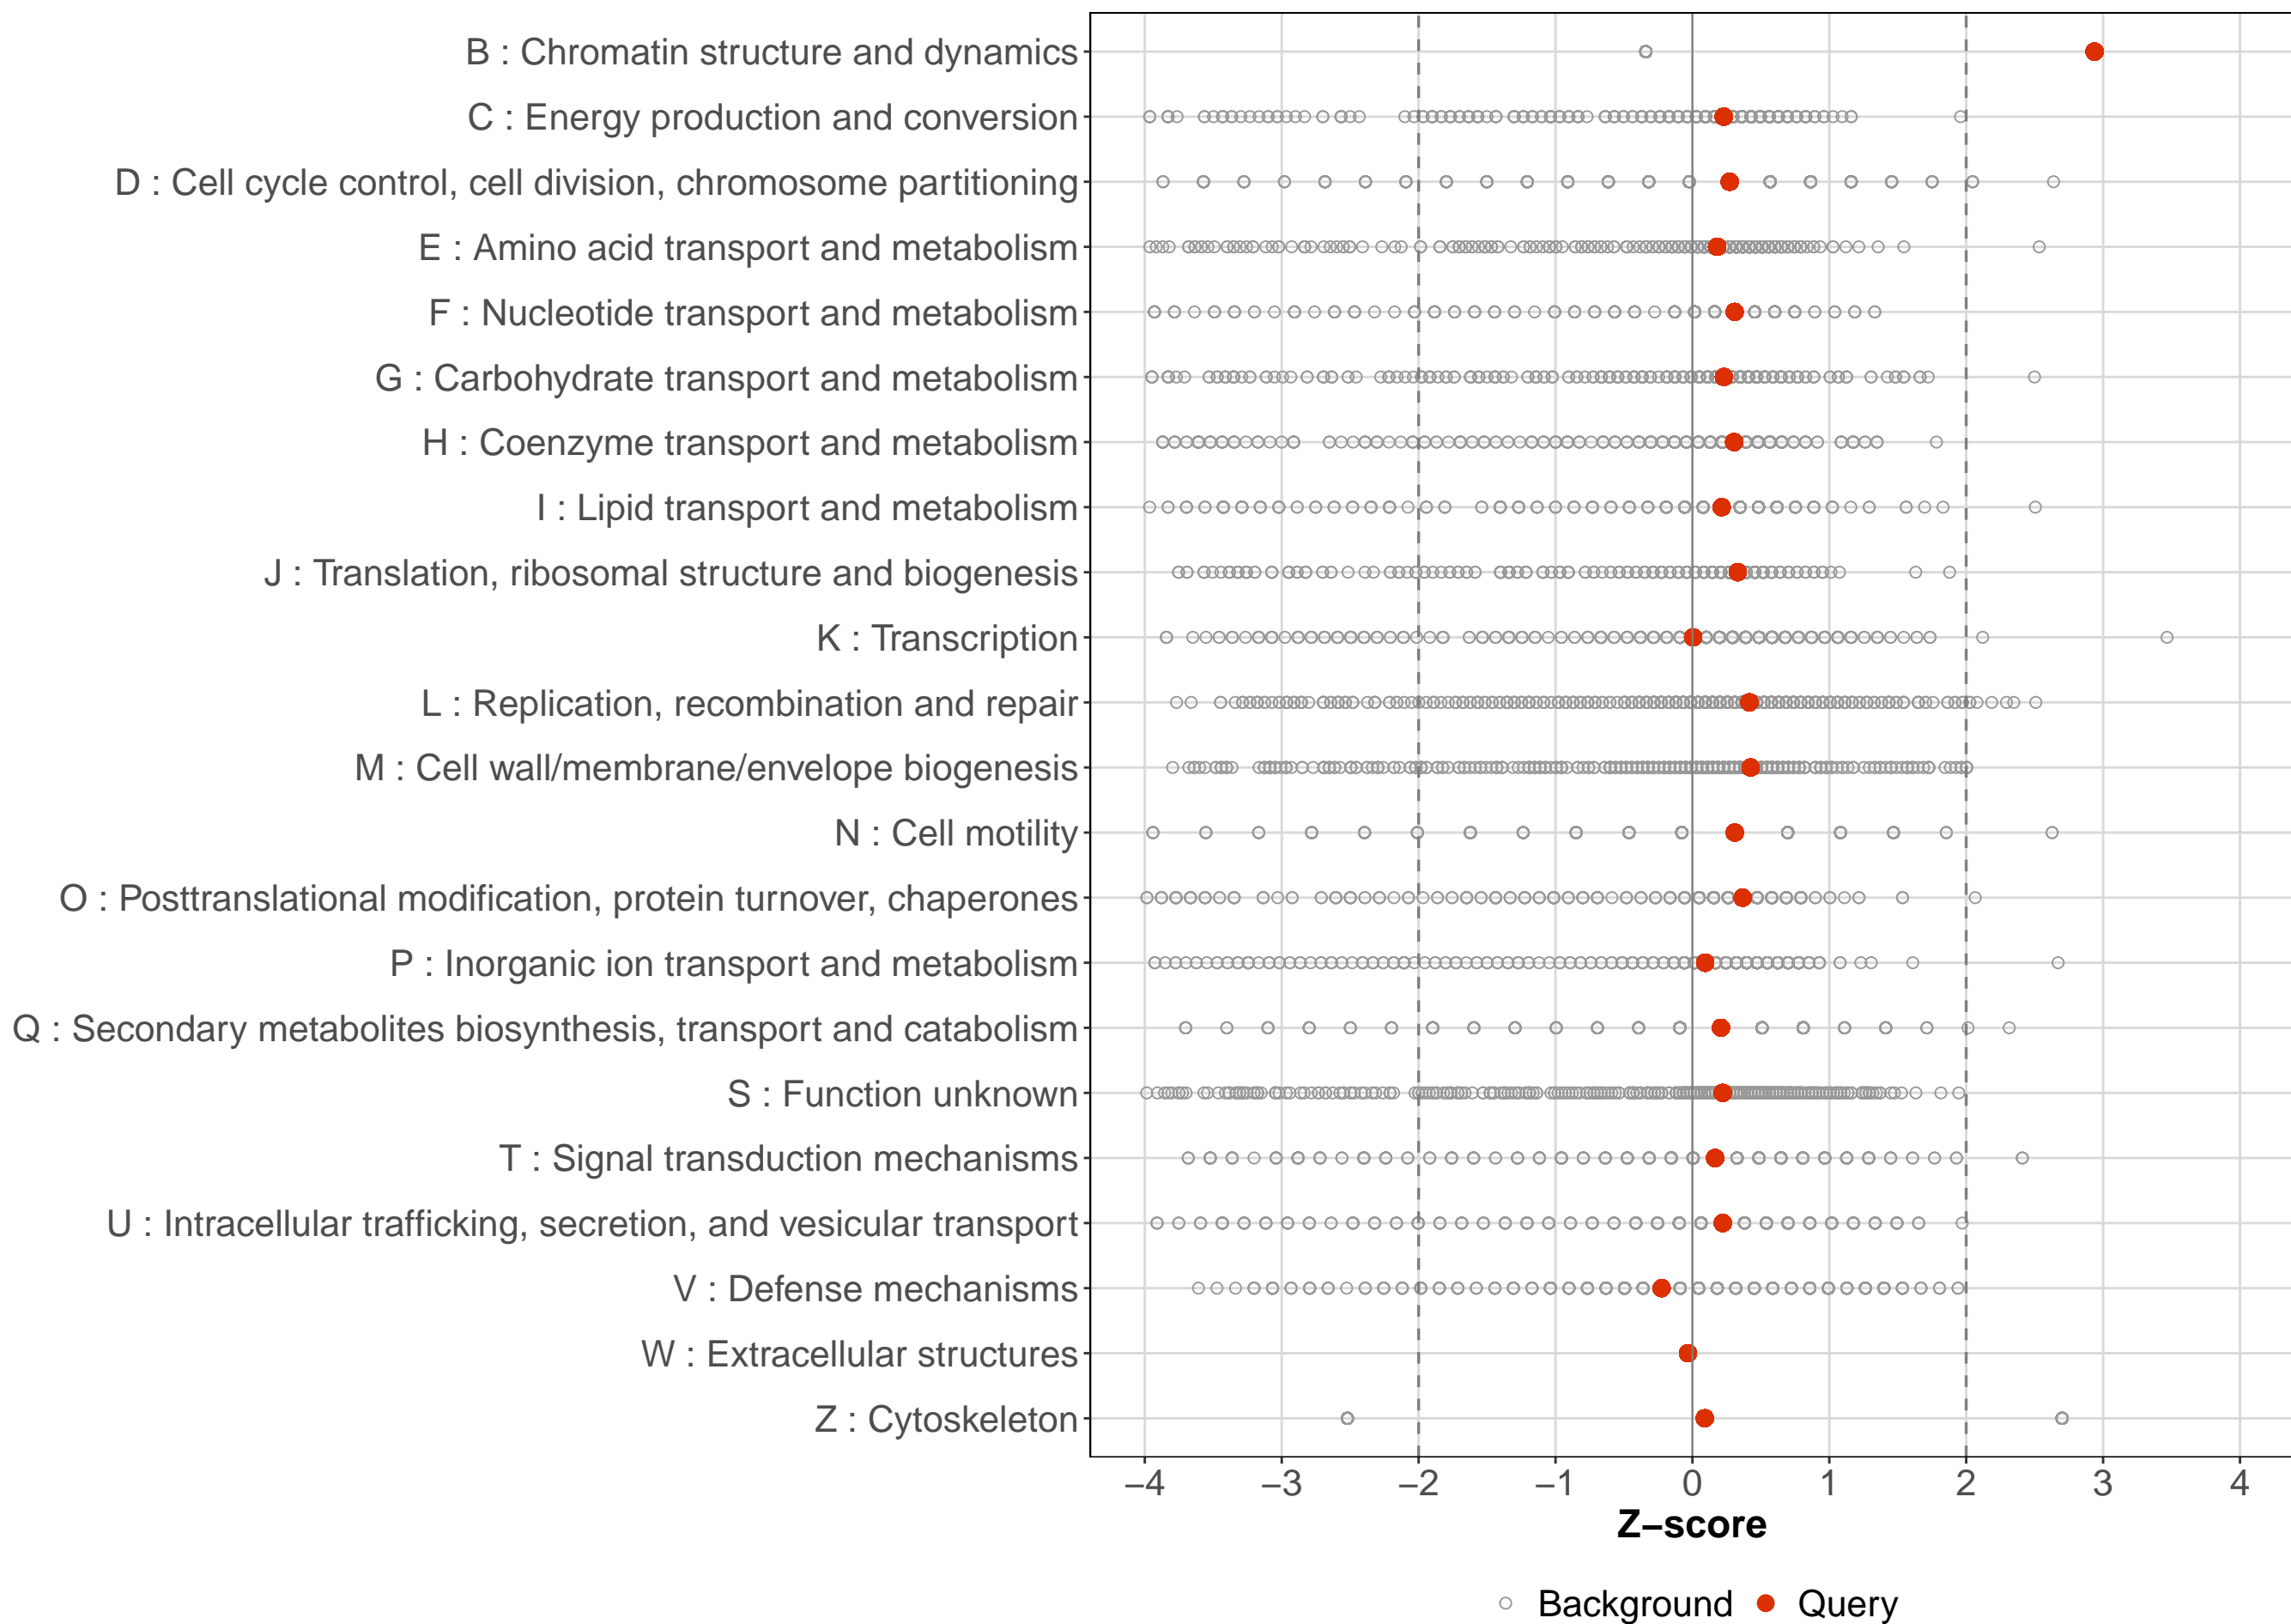 B : Chromatin structure and dynamics
C : Energy production and conversion
D : Cell cycle control, cell division, chromosome partitioning
E : Amino acid transport and metabolism
F : Nucleotide transport and metabolism
G : Carbohydrate transport and metabolism
H : Coenzyme transport and metabolism
I : Lipid transport and metabolism
J : Translation, ribosomal structure and biogenesis
K : Transcription
L : Replication, recombination and repair
M : Cell wall/membrane/envelope biogenesis
N : Cell motility
O : Posttranslational modification, protein turnover, chaperones
P : Inorganic ion transport and metabolism
Q : Secondary metabolites biosynthesis, transport and catabolism
S : Function unknown
T : Signal transduction mechanisms
U : Intracellular trafficking, secretion, and vesicular transport
V : Defense mechanisms
W : Extracellular structures
Z : Cytoskeleton
−4 −3 −2 −1 0 1 2 3 4
Z−score
Background Query